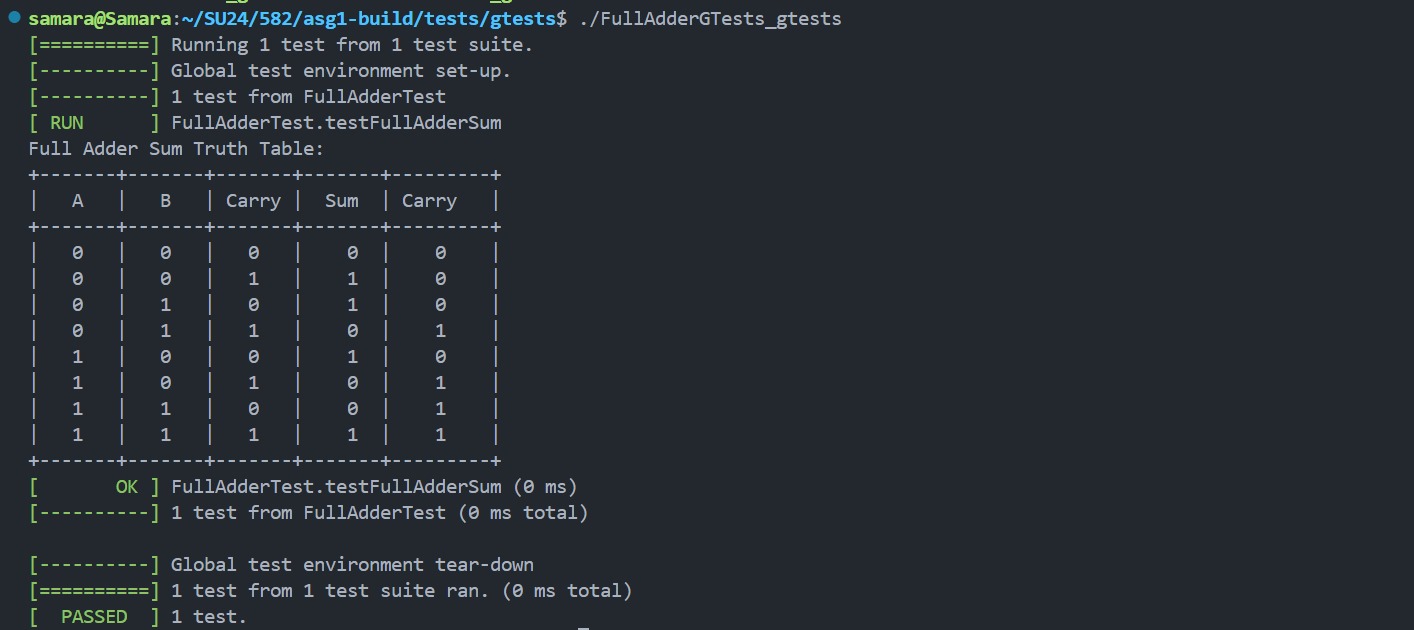 samara@Samara:~/SU24/582/asg1-build/tests/gtests$ ./FullAdderGTests_gtests
[==========] Running 1 test from 1 test suite.
[----------] Global test environment set-up.
[----------] 1 test from FullAdderTest
[ RUN      ] FullAdderTest.testFullAdderSum
Full Adder Sum Truth Table:
+-------+-------+-------+-------+---------+
|   A   |   B   | Carry |  Sum  | Carry   |
+-------+-------+-------+-------+---------+
|   0   |   0   |   0   |    0  |    0    |
|   0   |   0   |   1   |    1  |    0    |
|   0   |   1   |   0   |    1  |    0    |
|   0   |   1   |   1   |    0  |    1    |
|   1   |   0   |   0   |    1  |    0    |
|   1   |   0   |   1   |    0  |    1    |
|   1   |   1   |   0   |    0  |    1    |
|   1   |   1   |   1   |    1  |    1    |
+-------+-------+-------+-------+---------+
[       OK ] FullAdderTest.testFullAdderSum (0 ms)
[----------] 1 test from FullAdderTest (0 ms total)

[----------] Global test environment tear-down
[==========] 1 test from 1 test suite ran. (0 ms total)
[  PASSED  ] 1 test.